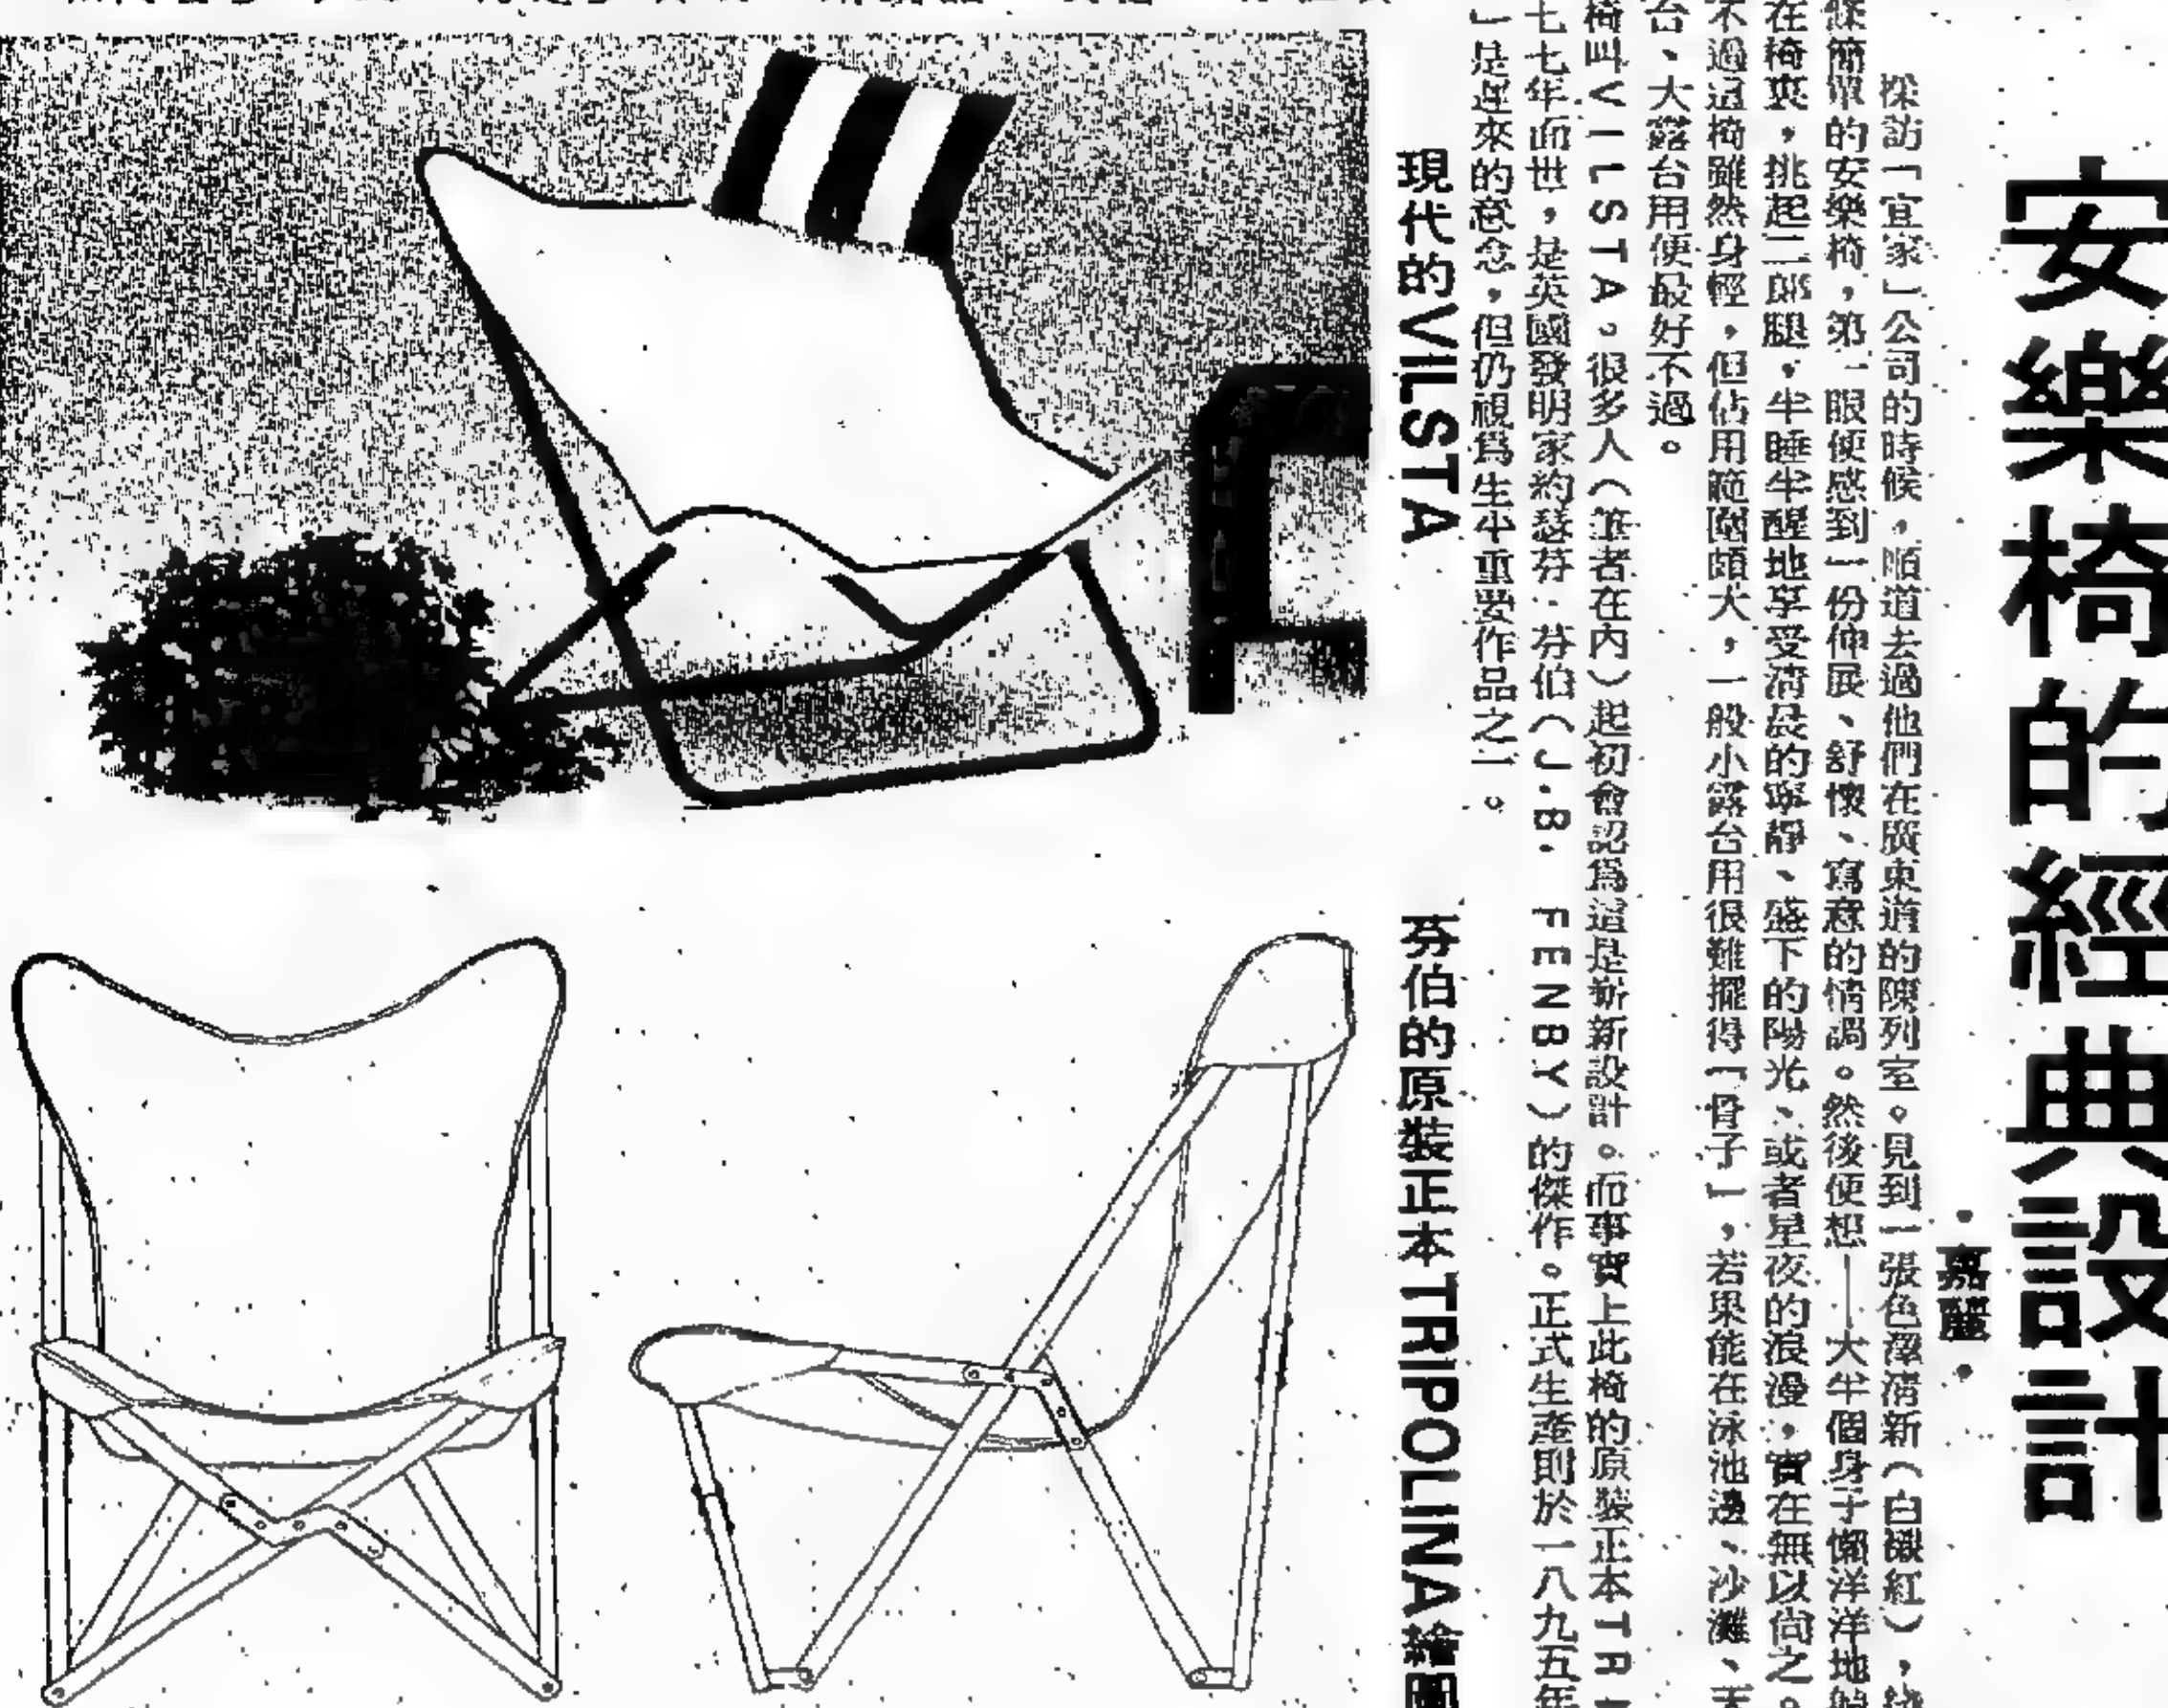 安樂椅的經典設計
•嘉麗•
探訪「宜家」公司的時候，順道去過他們在廣東道的陳列室。見到一張色澤清新（白襯紅），
條簡單的安樂椅，第一眼便感到一份伸展、舒懷、寫意的情調。然後便想——大半個身子懶洋洋地
在椅裏，挑起二郎腿，半睡半醒地享受清晨的寧靜、盛下的陽光、或者星夜的浪漫，實在無以尚之。
不過這椅雖然身輕，但佔用範圍頗大，一般小露台用很難擺得「骨子」，若果能在泳池邊、沙灘、天
台、大露台用便最好不過。
椅叫VILSTA。很多人（筆者在內）起初會認爲這是新新設計。而事實上此椅的原裝正本TR
七七年面世，是英國發明家約瑟芬·芬伯（J.B. FENBY）的傑作。正式生產則於一八九五年
」是遲來的意念，但仍視爲生平重要作品之一。
現代的VILSTA
芬伯的原裝正本TRIPOLINA繪圖